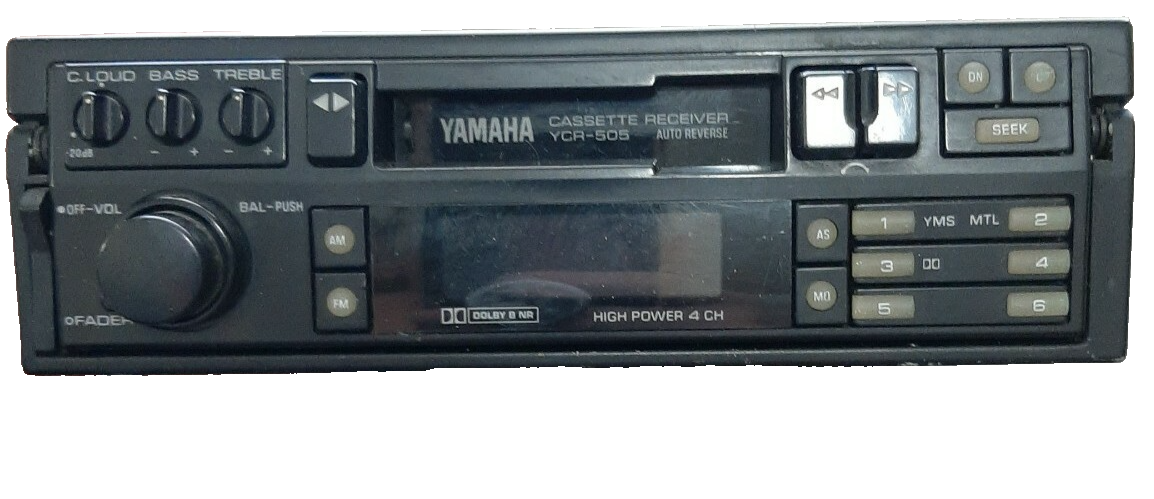 C.LOUD BASS TREBLE
-20dB - + - +
YAMAHA CASSETTE RECEIVER
YCR-505 AUTO REVERSE
DN
SEEK
OFF-VOL BAL-PUSH
FADER
AM
FM
DOLBY B NR
HIGH POWER 4 CH
AS
MO
1 YMS MTL 2
3 4
5 6